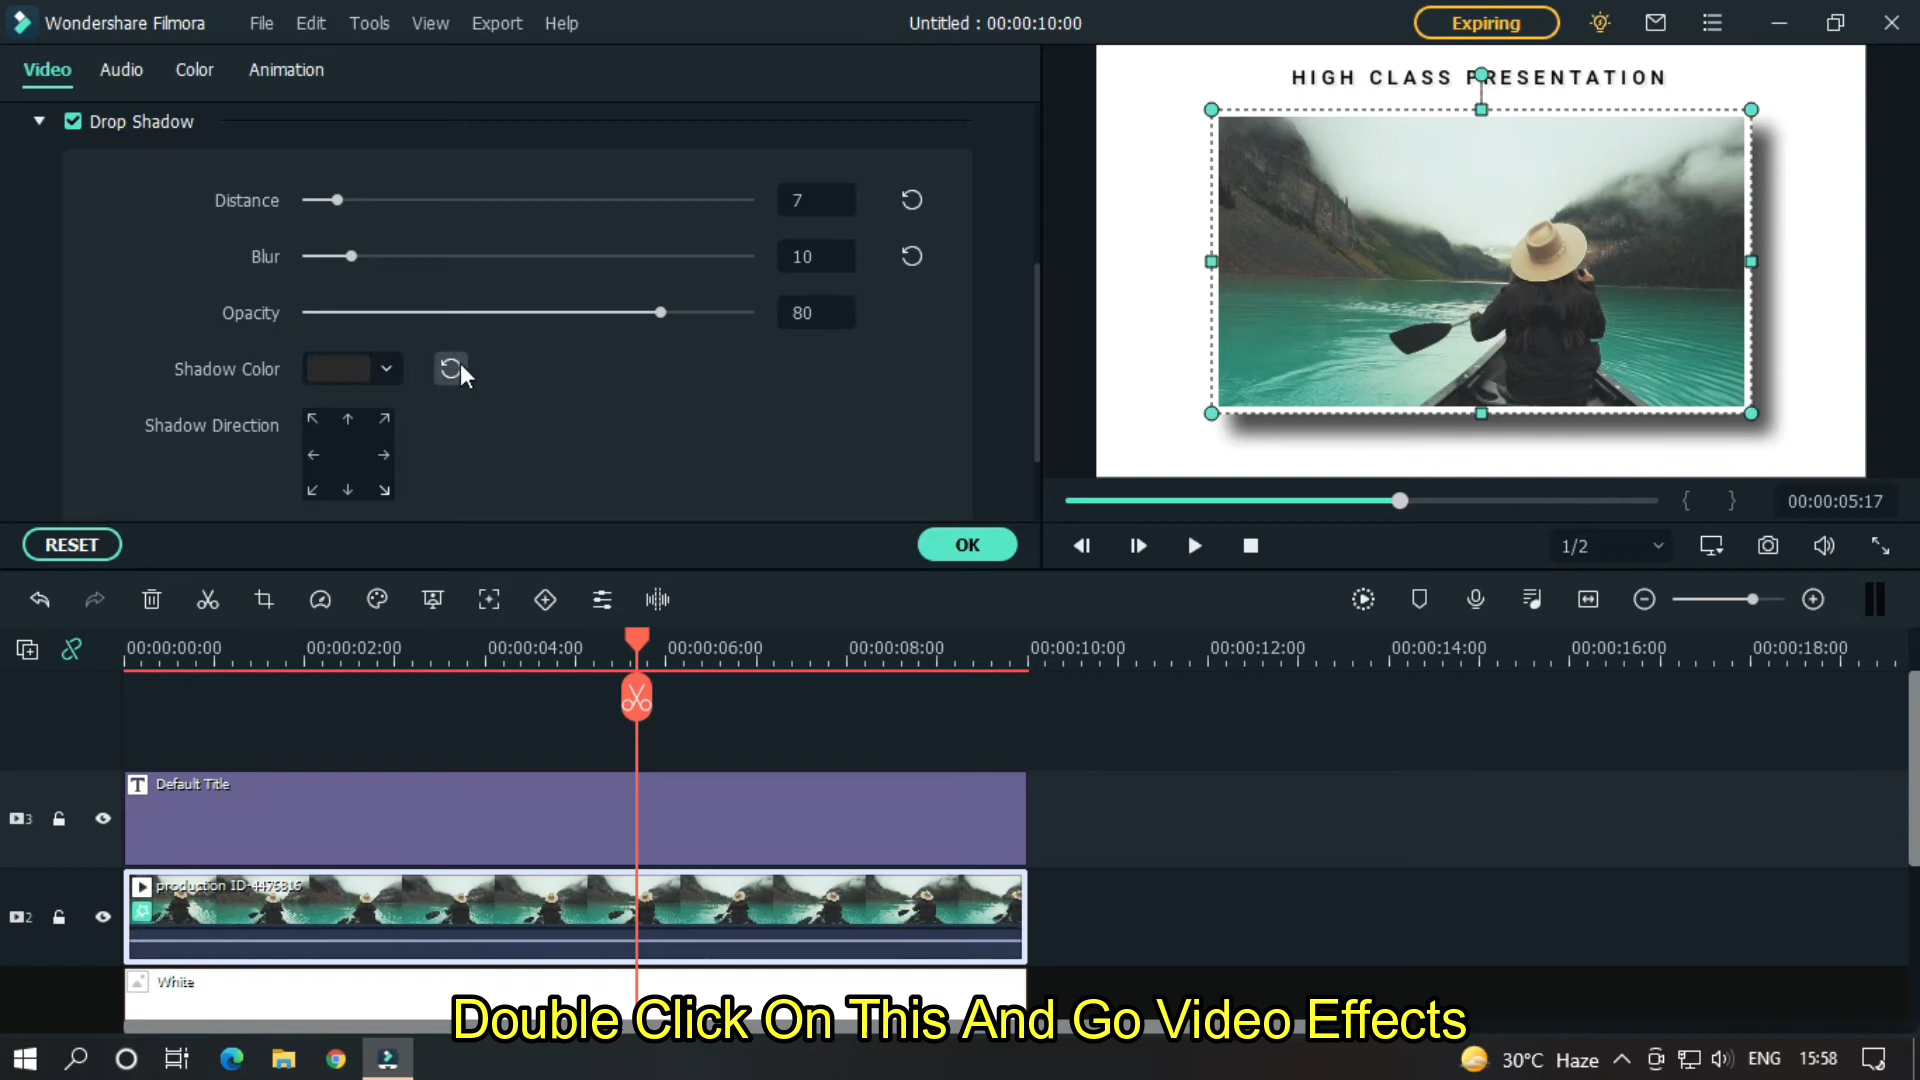 Wondershare Filmora
File Edit Tools View Export Help
Untitled : 00:00:10:00
Expiring
Video Audio Color Animation
Drop Shadow
Distance 7
Blur 10
Opacity 80
Shadow Color
Shadow Direction
RESET
OK
HIGH CLASS PRESENTATION
{ } 00:00:05:17
1/2
00:00:00:00 00:00:02:00 00:00:04:00 00:00:06:00 00:00:08:00 00:00:10:00 00:00:12:00 00:00:14:00 00:00:16:00 00:00:18:00
T Default Title
3
production ID-4476816
2
White
Double Click On This And Go Video Effects
30°C Haze ENG 15:58